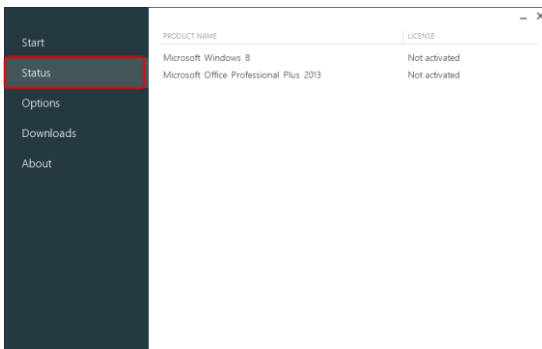 Start
Status
Options
Downloads
About
PRODUCT NAME LICENSE
Microsoft Windows 8 Not activated
Microsoft Office Professional Plus 2013 Not activated